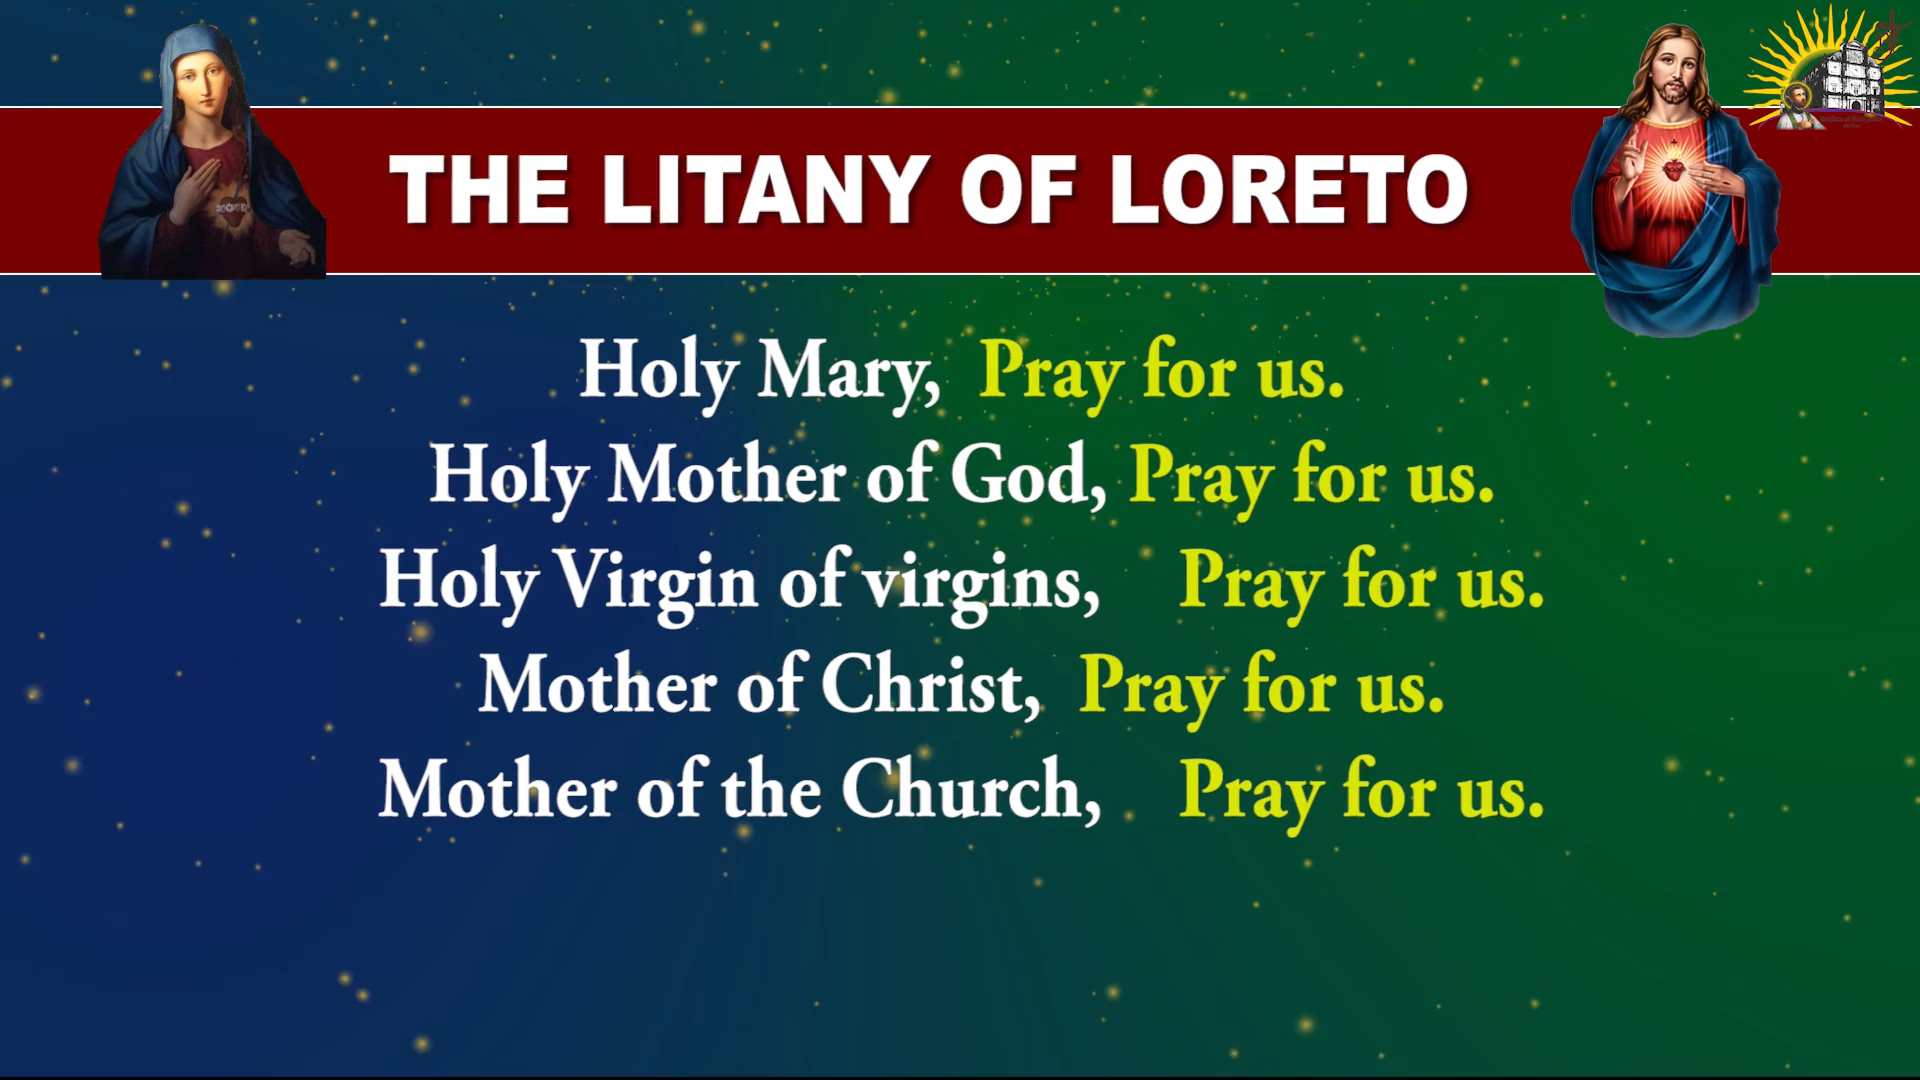 THE LITANY OF LORETO
Holy Mary, Pray for us.
Holy Mother of God, Pray for us.
Holy Virgin of virgins, Pray for us.
Mother of Christ, Pray for us.
Mother of the Church, Pray for us.